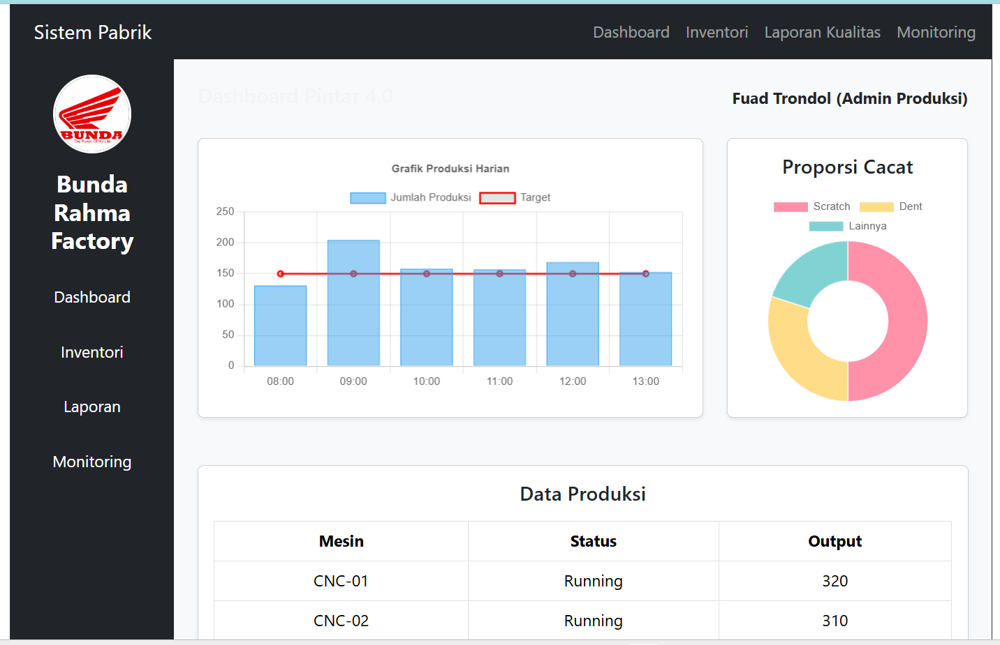 Sistem Pabrik
Dashboard Inventori Laporan Kualitas Monitoring
BUNDA
The Power Of My Life
Bunda
Rahma
Factory
Dashboard
Inventori
Laporan
Monitoring
Dashboard Pintar 4.0
Fuad Trondol (Admin Produksi)
Grafik Produksi Harian
Jumlah Produksi Target
250
200
150
100
50
0
08:00 09:00 10:00 11:00 12:00 13:00
Proporsi Cacat
Scratch Dent
Lainnya
Data Produksi
Mesin Status Output
CNC-01 Running 320
CNC-02 Running 310